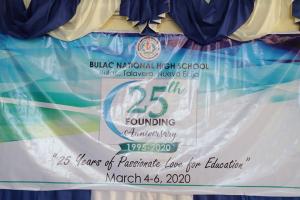 BULAC NATIONAL HIGH SCHOOL
Bulac, Talavera, Nueva Ecija
25th
FOUNDING
Anniversary
1995-2020
"25 Years of Passionate Love for Education"
March 4-6, 2020